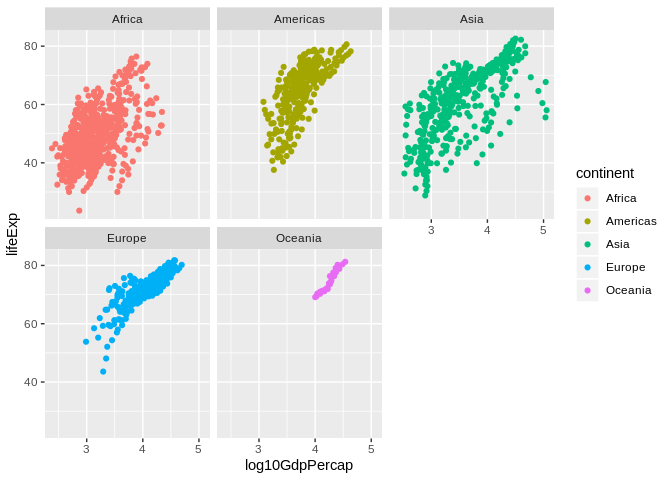 Africa
Americas
Asia
80
60
40
3
4
5
Europe
Oceania
80
60
40
3
4
5
3
4
5
lifeExp
log10GdpPercap
continent
Africa
Americas
Asia
Europe
Oceania